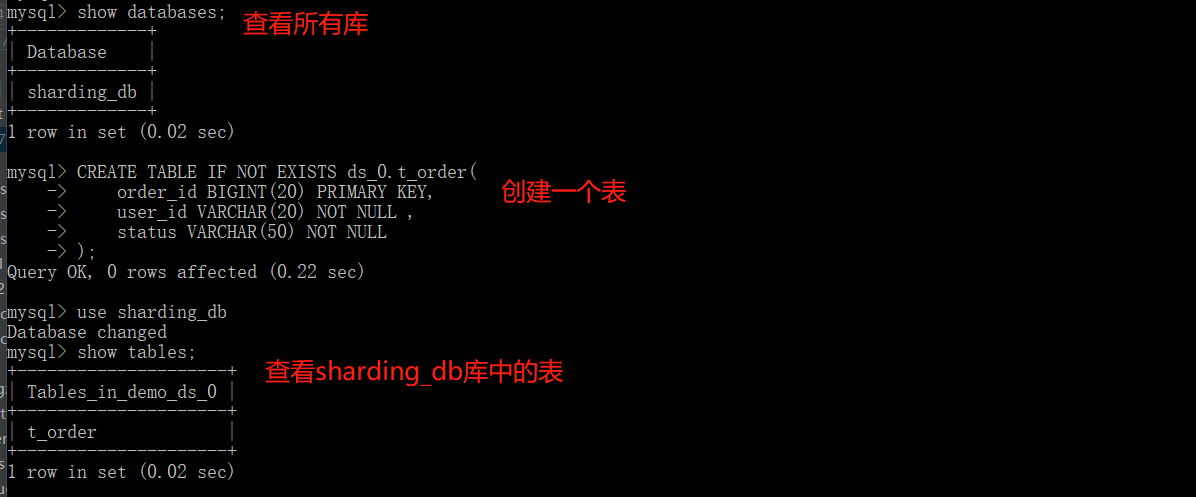 mysql> show databases;
查看所有库
+-------------+
| Database    |
+-------------+
| sharding_db |
+-------------+
1 row in set (0.02 sec)
mysql> CREATE TABLE IF NOT EXISTS ds_0.t_order(
    ->     order_id BIGINT(20) PRIMARY KEY,
创建一个表
    ->     user_id VARCHAR(20) NOT NULL ,
    ->     status VARCHAR(50) NOT NULL
    -> );
Query OK, 0 rows affected (0.22 sec)
mysql> use sharding_db
Database changed
mysql> show tables;
查看sharding_db库中的表
+---------------------+
| Tables_in_demo_ds_0 |
+---------------------+
| t_order             |
+---------------------+
1 row in set (0.02 sec)